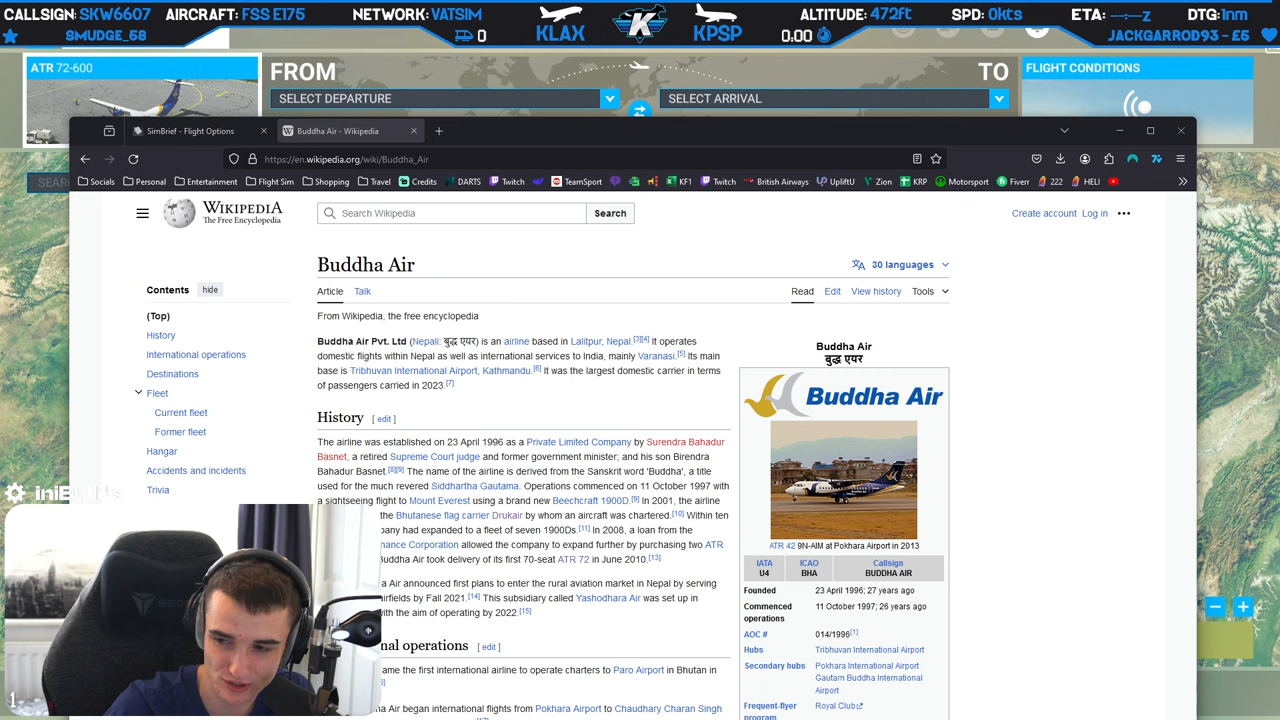 CALLSIGN: SKW6607 AIRCRAFT: FSS E175 NETWORK: VATSIM ALTITUDE: 472ft SPD: 0kts ETA: --:--z DTG: 1nm
SMUDGE_58 0 KLAX K KPSP 0.00 JACKGARROD93 - £5
ATR 72-600 FROM TO FLIGHT CONDITIONS
SELECT DEPARTURE SELECT ARRIVAL
SimBrief - Flight Options Buddha Air - Wikipedia
https://en.wikipedia.org/wiki/Buddha_Air
Socials Personal Entertainment Flight Sim Shopping Travel Credits DARTS Twitch TeamSport KF1 Twitch British Airways UpliftU Zion KRP Motorsport Fiverr 222 HELI
WIKIPEDIA
The Free Encyclopedia
Search Wikipedia Search Create account Log in
Buddha Air 30 languages
Contents hide
Article Talk Read Edit View history Tools
(Top)
History
International operations
Destinations
Fleet
Current fleet
Former fleet
Hangar
Accidents and incidents
Trivia
From Wikipedia, the free encyclopedia
Buddha Air Pvt. Ltd (Nepali: बुद्ध एयर) is an airline based in Lalitpur, Nepal.[3][4] It operates
domestic flights within Nepal as well as international services to India, mainly Varanasi.[5] Its main
base is Tribhuvan International Airport, Kathmandu.[6] It was the largest domestic carrier in terms
of passengers carried in 2023.[7]
History [ edit ]
The airline was established on 23 April 1996 as a Private Limited Company by Surendra Bahadur
Basnet, a retired Supreme Court judge and former government minister; and his son Birendra
Bahadur Basnet.[8][9] The name of the airline is derived from the Sanskrit word 'Buddha', a title
used for the much revered Siddhartha Gautama. Operations commenced on 11 October 1997 with
a sightseeing flight to Mount Everest using a brand new Beechcraft 1900D.[9] In 2001, the airline
the Bhutanese flag carrier Drukair by whom an aircraft was chartered.[10] Within ten
pany had expanded to a fleet of seven 1900Ds.[11] In 2008, a loan from the
nance Corporation allowed the company to expand further by purchasing two ATR
uddha Air took delivery of its first 70-seat ATR 72 in June 2010.[13]
a Air announced first plans to enter the rural aviation market in Nepal by serving
irfields by Fall 2021.[14] This subsidiary called Yashodhara Air was set up in
with the aim of operating by 2022.[15]
nal operations [ edit ]
ame the first international airline to operate charters to Paro Airport in Bhutan in
a Air began international flights from Pokhara Airport to Chaudhary Charan Singh
Buddha Air
बुद्ध एयर
Buddha Air
ATR 42 9N-AIM at Pokhara Airport in 2013
IATA ICAO Callsign
U4 BHA BUDDHA AIR
Founded 23 April 1996; 27 years ago
Commenced operations 11 October 1997; 26 years ago
AOC # 014/1996[1]
Hubs Tribhuvan International Airport
Secondary hubs Pokhara International Airport
Gautam Buddha International
Airport
Frequent-flyer program Royal Club
iniBuilds
1